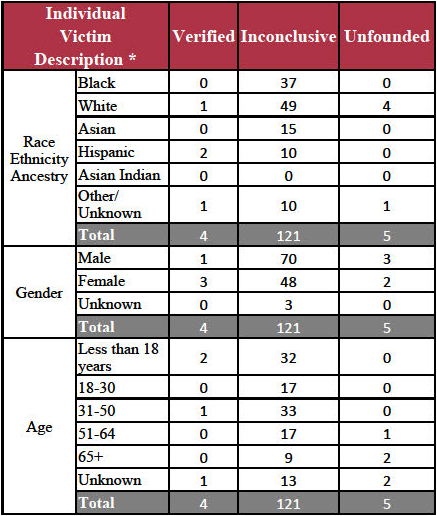 Individual Victim Description * Verified Inconclusive Unfounded
Race Ethnicity Ancestry
Black 0 37 0
White 1 49 4
Asian 0 15 0
Hispanic 2 10 0
Asian Indian 0 0 0
Other/ Unknown 1 10 1
Total 4 121 5
Gender
Male 1 70 3
Female 3 48 2
Unknown 0 3 0
Total 4 121 5
Age
Less than 18 years 2 32 0
18-30 0 17 0
31-50 1 33 0
51-64 0 17 1
65+ 0 9 2
Unknown 1 13 2
Total 4 121 5